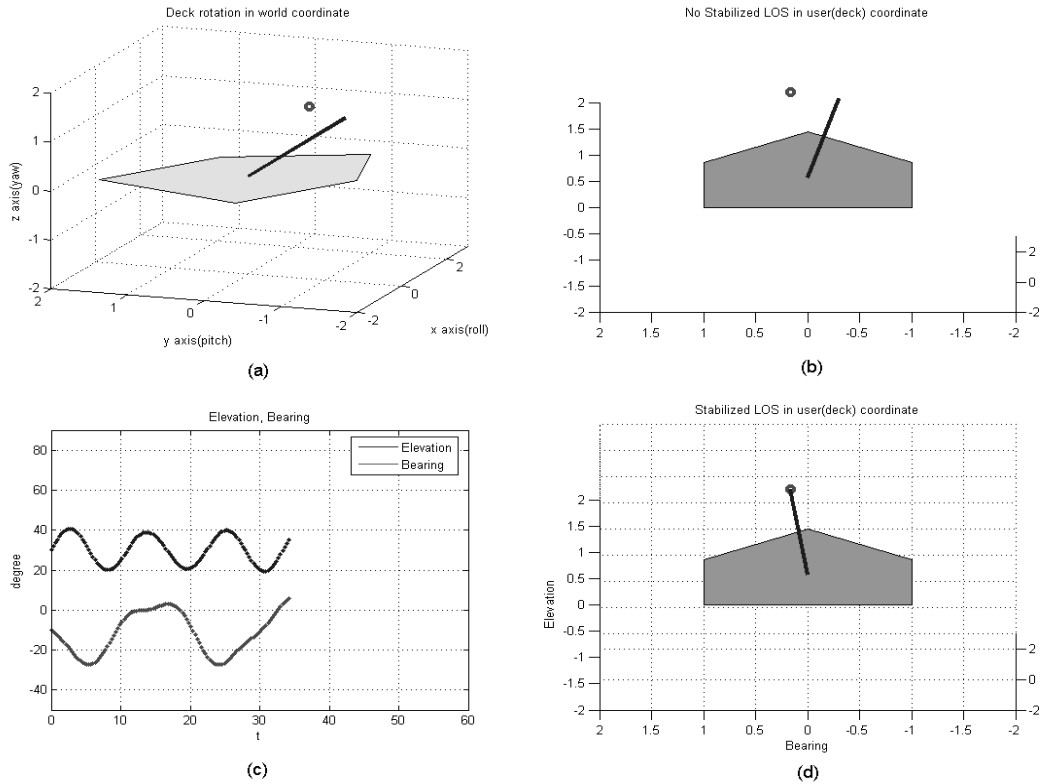 Deck rotation in world coordinate
2
1
0
-1
-2
z axis(yaw)
2
1
0
-1
-2
y axis(pitch)
-2
0
2
x axis(roll)
(a)
No Stabilized LOS in user(deck) coordinate
2
1.5
1
0.5
0
-0.5
-1
-1.5
-2
2
0
-2
2 1.5 1 0.5 0 -0.5 -1 -1.5 -2
(b)
Elevation, Bearing
Elevation
Bearing
80
60
40
20
0
-20
-40
degree
0 10 20 30 40 50 60
t
(c)
Stabilized LOS in user(deck) coordinate
2
1.5
1
0.5
0
-0.5
-1
-1.5
-2
Elevation
2
0
-2
2 1.5 1 0.5 0 -0.5 -1 -1.5 -2
Bearing
(d)